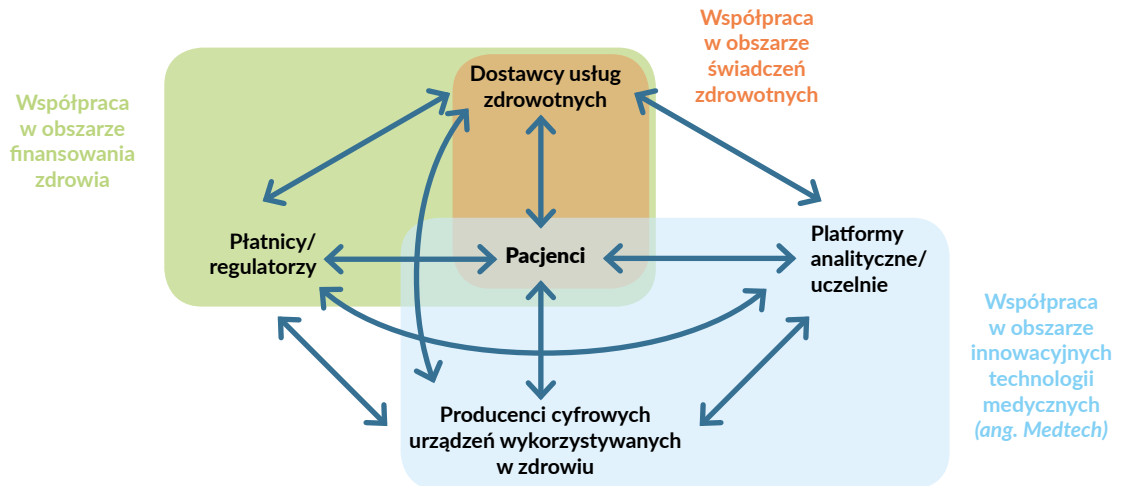 Współpraca
w obszarze
finansowania
zdrowia
Współpraca
w obszarze
świadczeń
zdrowotnych
Dostawcy usług
zdrowotnych
Płatnicy/
regulatorzy
Pacjenci
Platformy
analityczne/
uczelnie
Współpraca
w obszarze
innowacyjnych
technologii
medycznych
(ang. Medtech)
Producenci cyfrowych
urządzeń wykorzystywanych
w zdrowiu